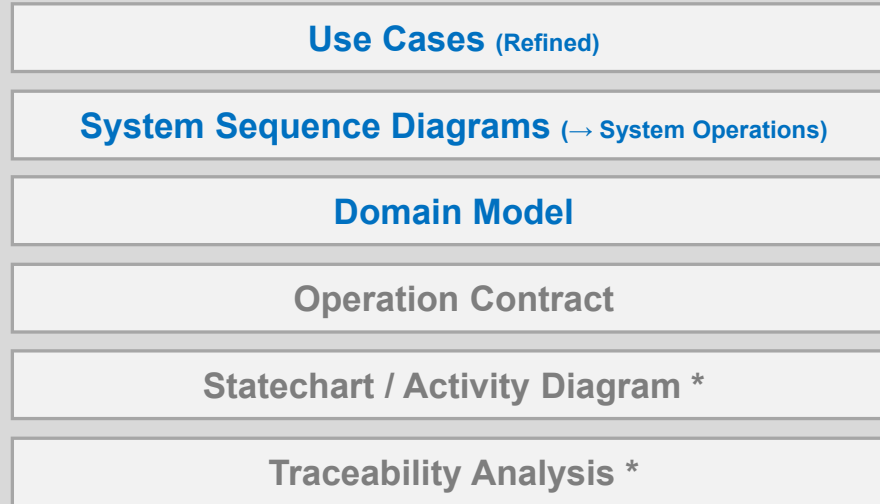 Use Cases (Refined)
System Sequence Diagrams (→ System Operations)
Domain Model
Operation Contract
Statechart / Activity Diagram *
Traceability Analysis *